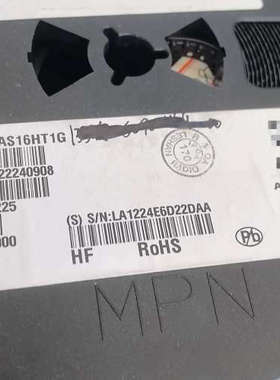 AS16HT1G
22240908
225
000
(S) S/N:LA1224E6D22DAA
HF RoHS
Pb
MPN